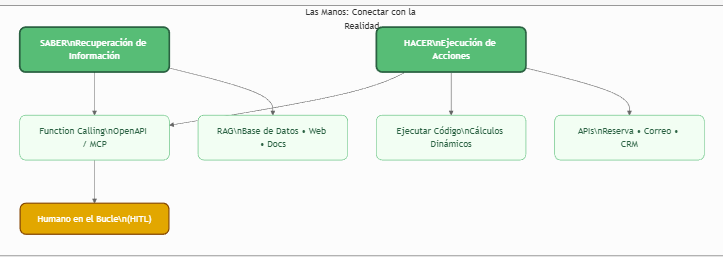 Las Manos: Conectar con la
Realidad
SABER\nRecuperación de
Información
HACER\nEjecución de
Acciones
Function Calling\nOpenAPI
/ MCP
RAG\nBase de Datos • Web
• Docs
Ejecutar Código\nCálculos
Dinámicos
APIs\nReserva • Correo •
CRM
Humano en el Bucle\n(HITL)